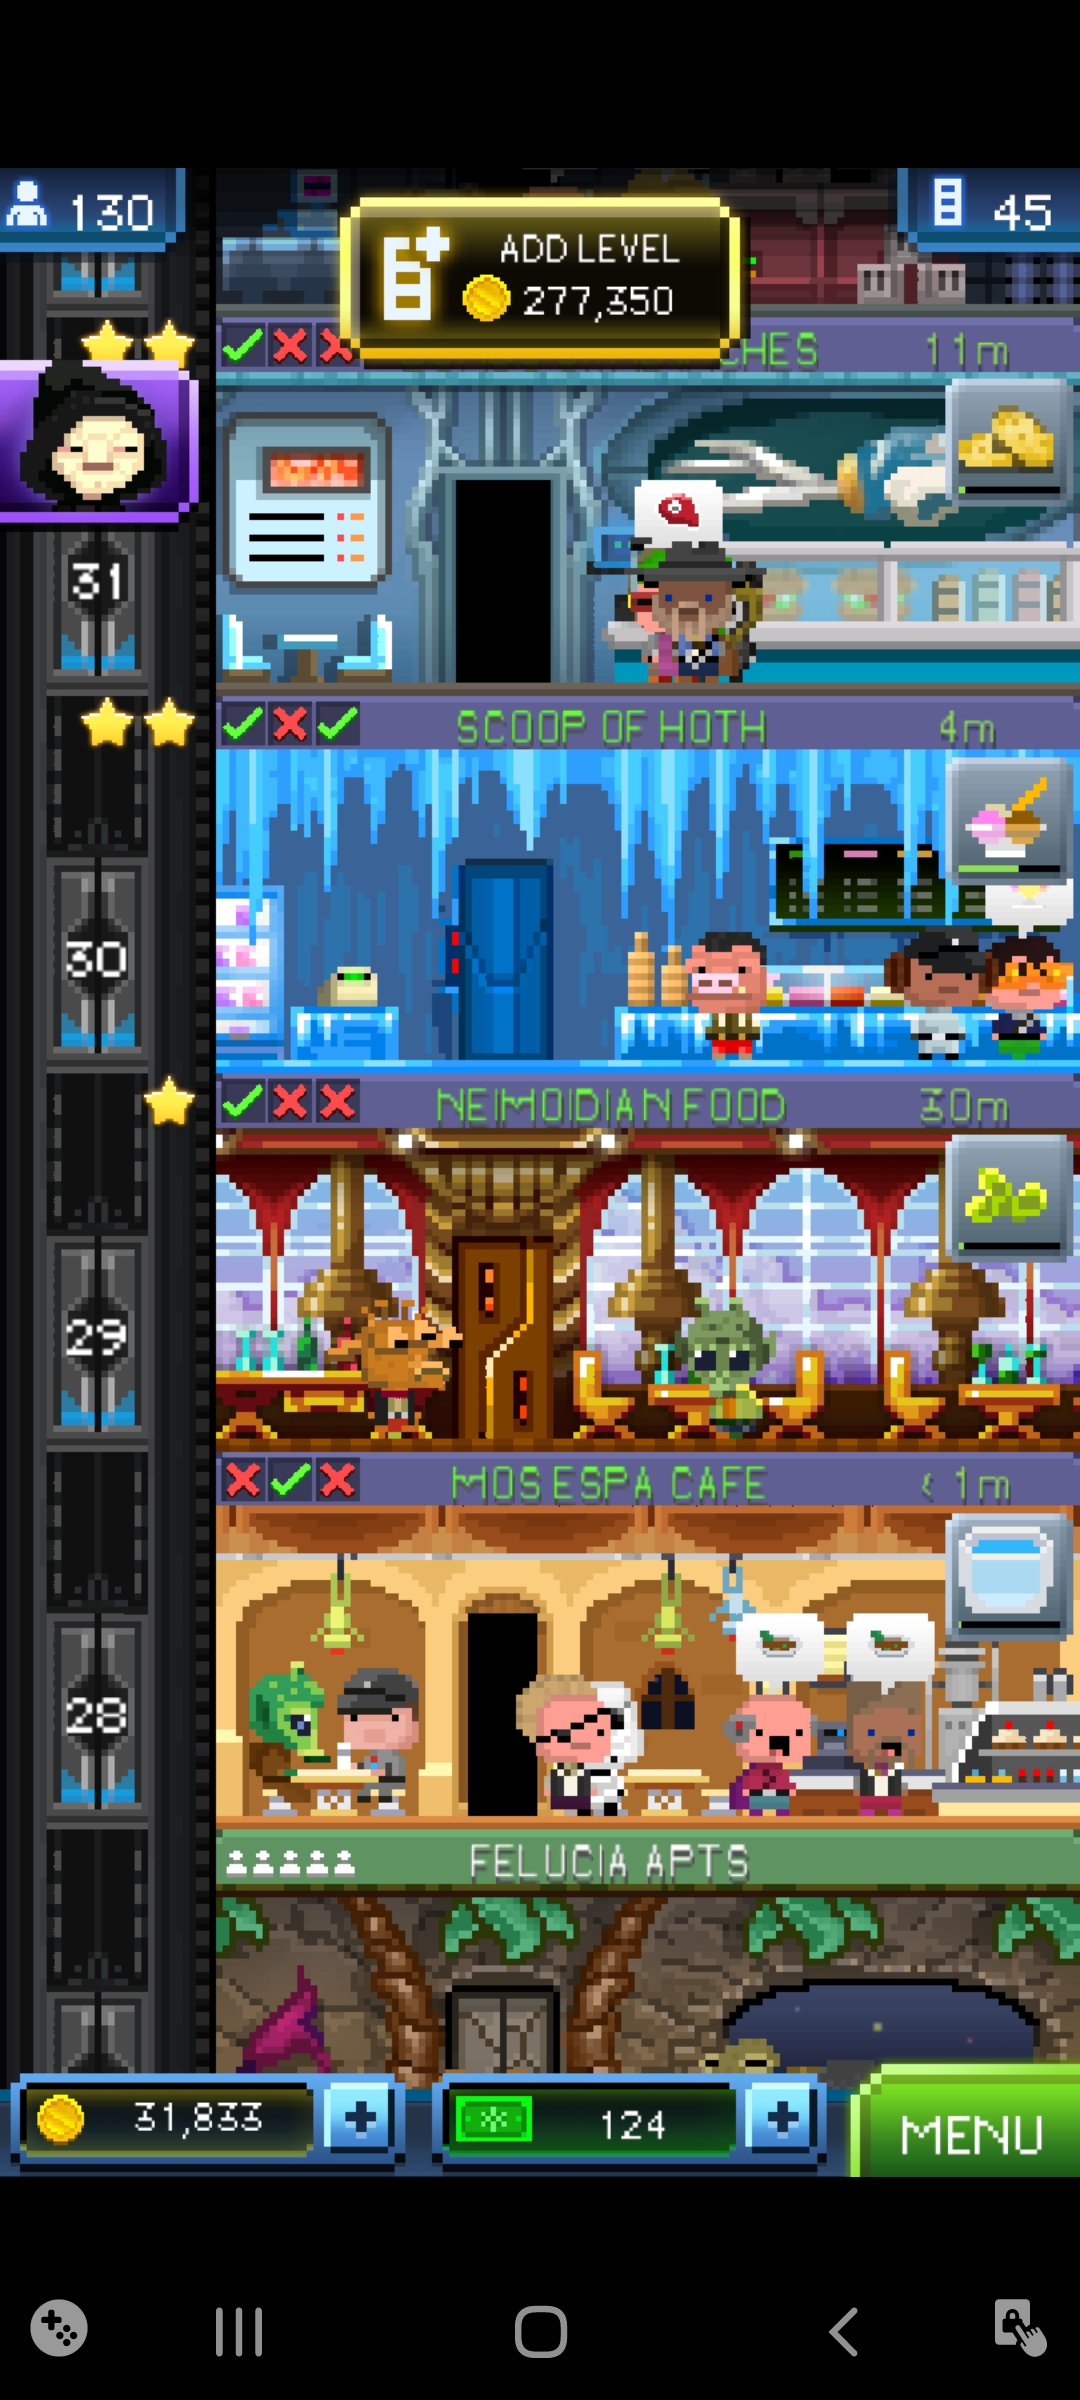 130
ADD LEVEL
277,350
45
CHES 11m
31
SCOOP OF HOTH 4m
30
NEIMOIDIAN FOOD 30m
29
MOS ESPA CAFE < 1m
28
FELUCIA APTS
31,833
124
MENU